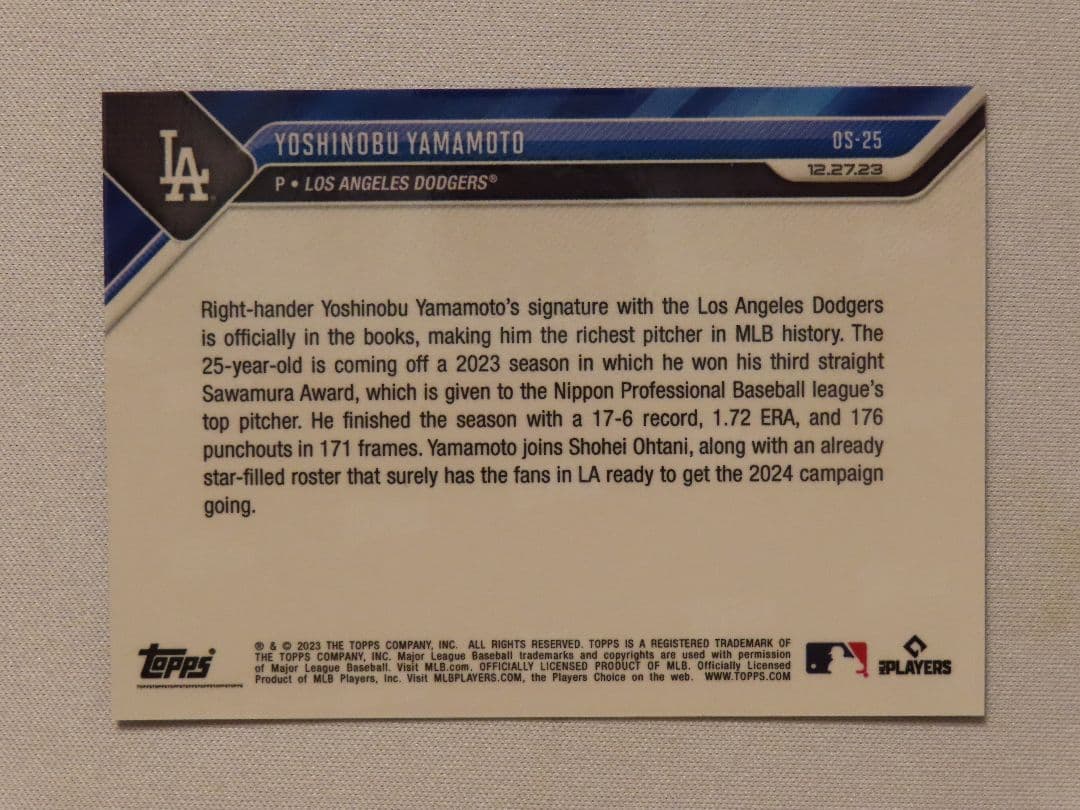 LA
YOSHINOBU YAMAMOTO
OS-25
P • LOS ANGELES DODGERS®
12.27.23
Right-hander Yoshinobu Yamamoto's signature with the Los Angeles Dodgers
is officially in the books, making him the richest pitcher in MLB history. The
25-year-old is coming off a 2023 season in which he won his third straight
Sawamura Award, which is given to the Nippon Professional Baseball league's
top pitcher. He finished the season with a 17-6 record, 1.72 ERA, and 176
punchouts in 171 frames. Yamamoto joins Shohei Ohtani, along with an already
star-filled roster that surely has the fans in LA ready to get the 2024 campaign
going.
Topps
® & © 2023 THE TOPPS COMPANY, INC. ALL RIGHTS RESERVED. TOPPS IS A REGISTERED TRADEMARK OF
THE TOPPS COMPANY, INC. Major League Baseball trademarks and copyrights are used with permission
of Major League Baseball. Visit MLB.com. OFFICIALLY LICENSED PRODUCT OF MLB. Officially Licensed
Product of MLB Players, Inc. Visit MLBPLAYERS.COM, the Players Choice on the web. WWW.TOPPS.COM
PLAYERS